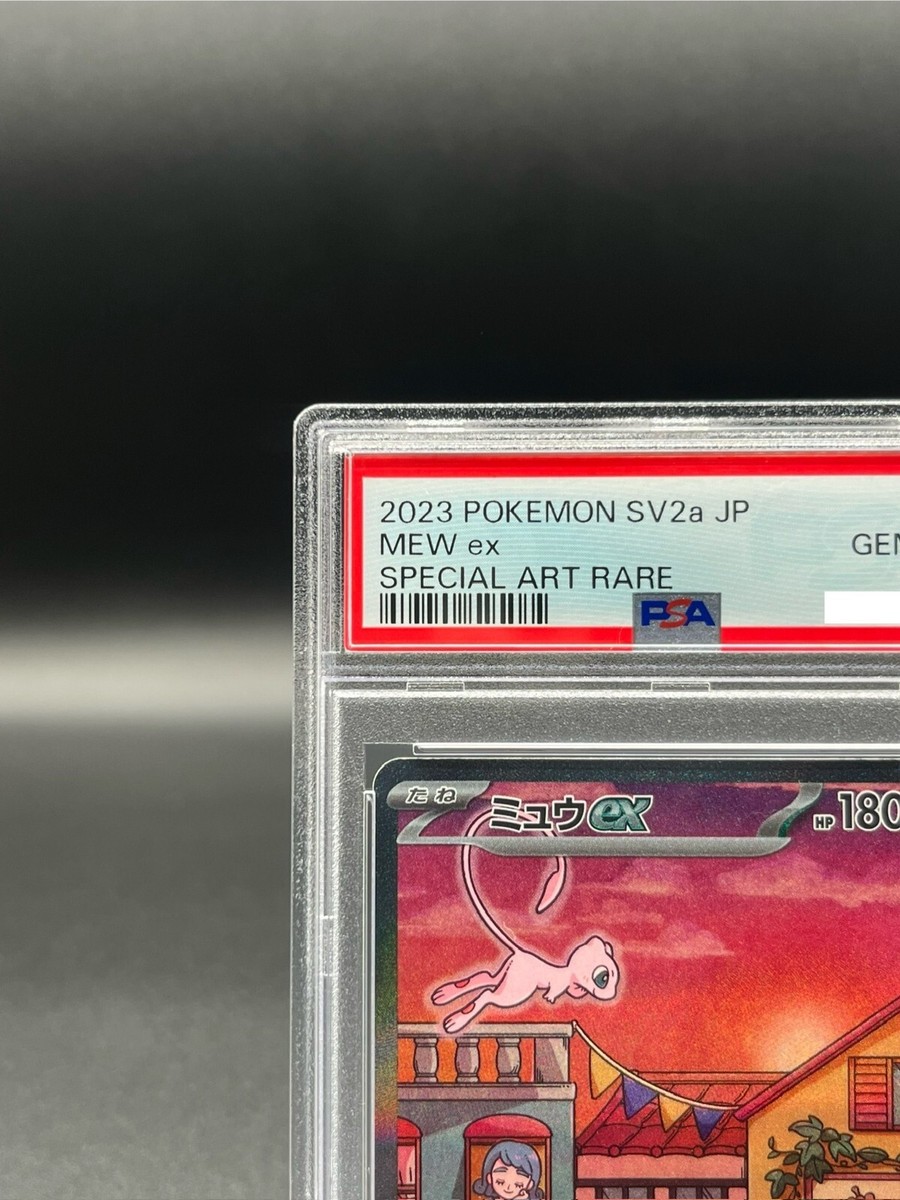 2023 POKEMON SV2a JP
MEW ex
GEM
SPECIAL ART RARE
PSA
たね
ミュウex
HP 180